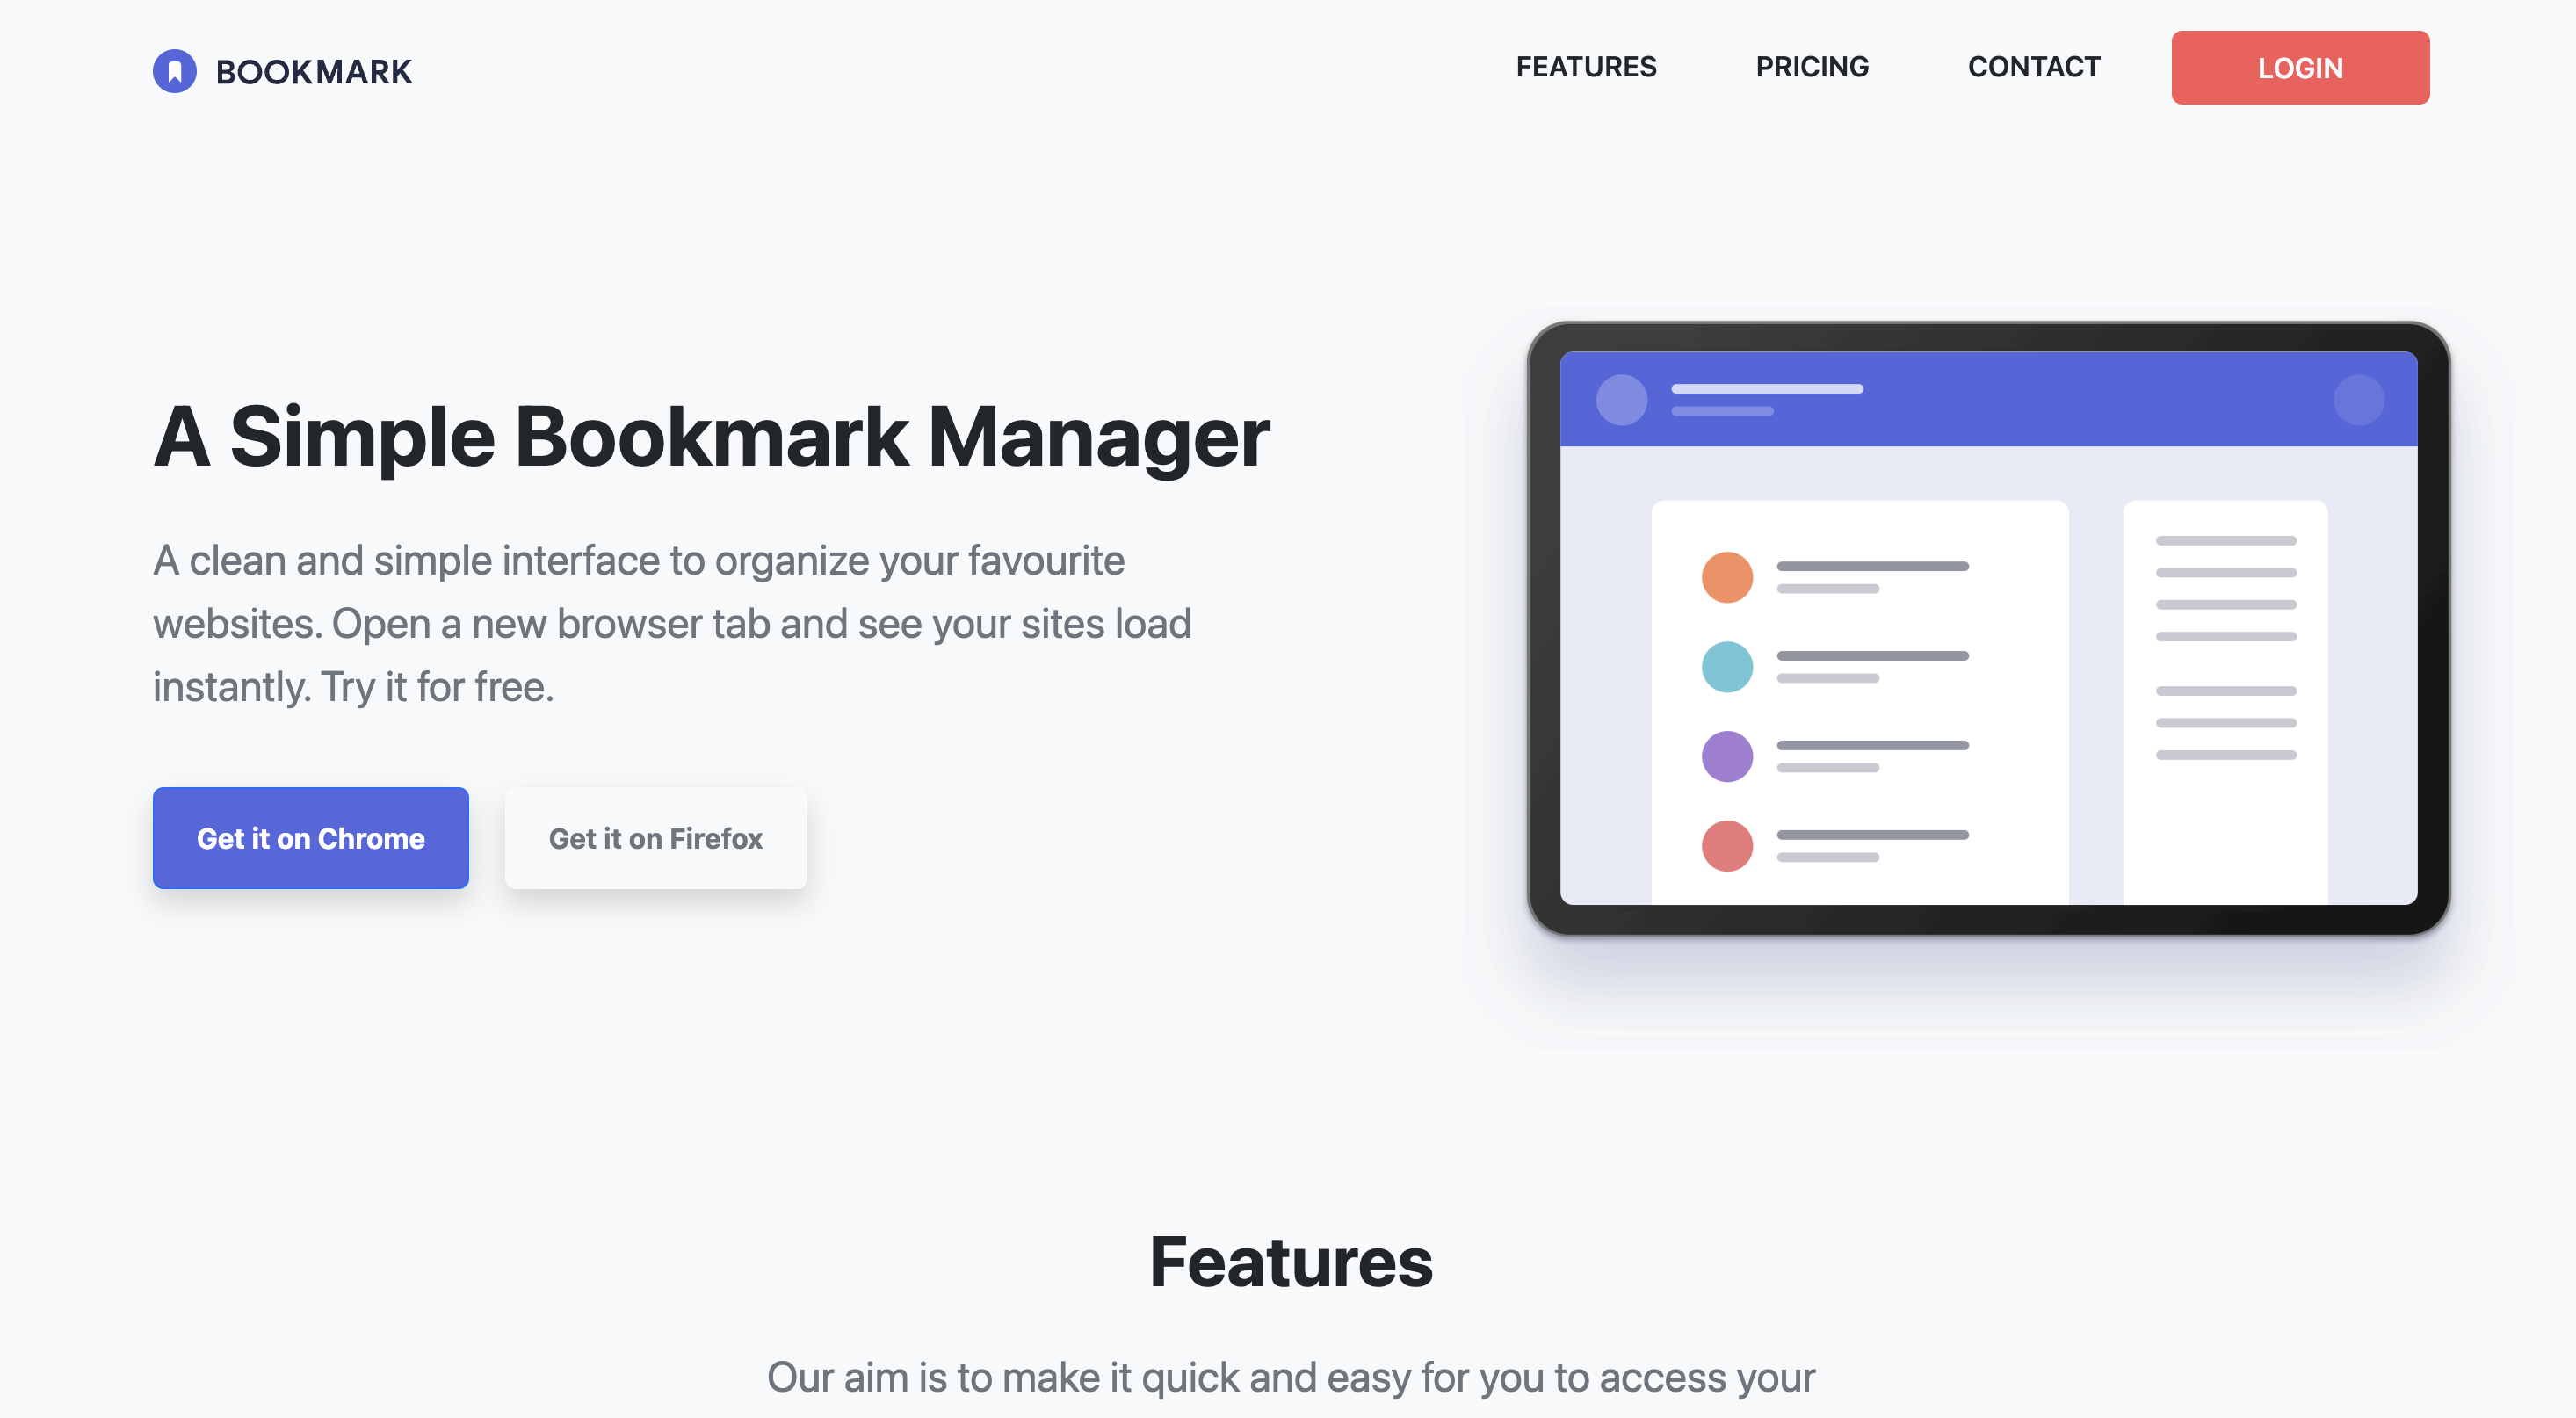 BOOKMARK
FEATURES
PRICING
CONTACT
LOGIN
A Simple Bookmark Manager
A clean and simple interface to organize your favourite
websites. Open a new browser tab and see your sites load
instantly. Try it for free.
Get it on Chrome
Get it on Firefox
Features
Our aim is to make it quick and easy for you to access your